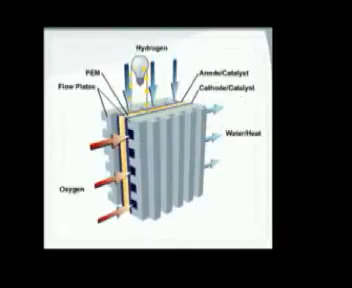 Hydrogen
PEM
Anode/Catalyst
Flow Plates
Cathode/Catalyst
Water/Heat
Oxygen